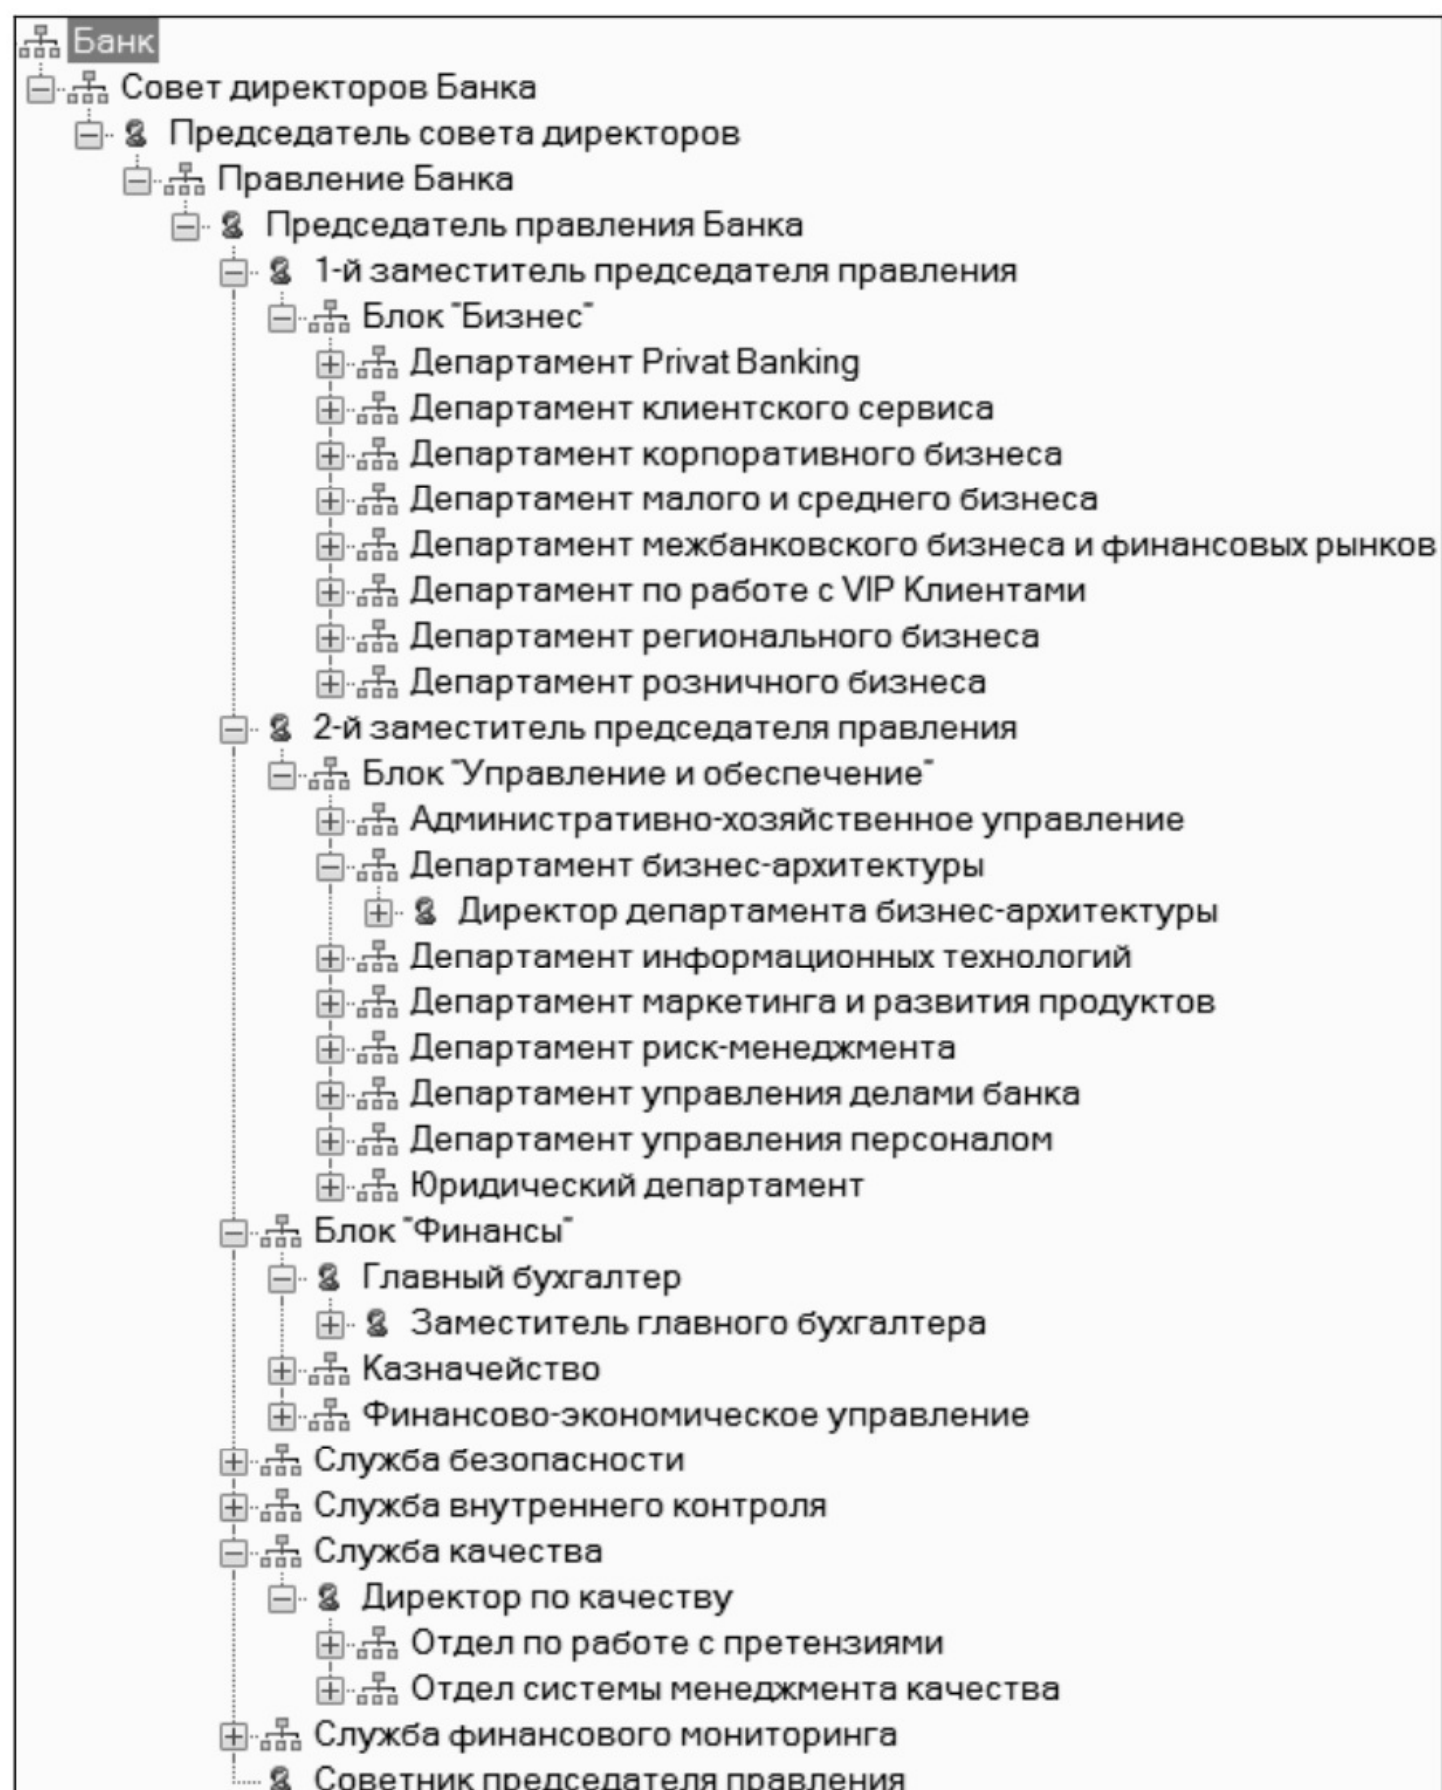 Банк
Совет директоров Банка
Председатель совета директоров
Правление Банка
Председатель правления Банка
1-й заместитель председателя правления
Блок "Бизнес"
Департамент Privat Banking
Департамент клиентского сервиса
Департамент корпоративного бизнеса
Департамент малого и среднего бизнеса
Департамент межбанковского бизнеса и финансовых рынков
Департамент по работе с VIP Клиентами
Департамент регионального бизнеса
Департамент розничного бизнеса
2-й заместитель председателя правления
Блок "Управление и обеспечение"
Административно-хозяйственное управление
Департамент бизнес-архитектуры
Директор департамента бизнес-архитектуры
Департамент информационных технологий
Департамент маркетинга и развития продуктов
Департамент риск-менеджмента
Департамент управления делами банка
Департамент управления персоналом
Юридический департамент
Блок "Финансы"
Главный бухгалтер
Заместитель главного бухгалтера
Казначейство
Финансово-экономическое управление
Служба безопасности
Служба внутреннего контроля
Служба качества
Директор по качеству
Отдел по работе с претензиями
Отдел системы менеджмента качества
Служба финансового мониторинга
Советник председателя правления